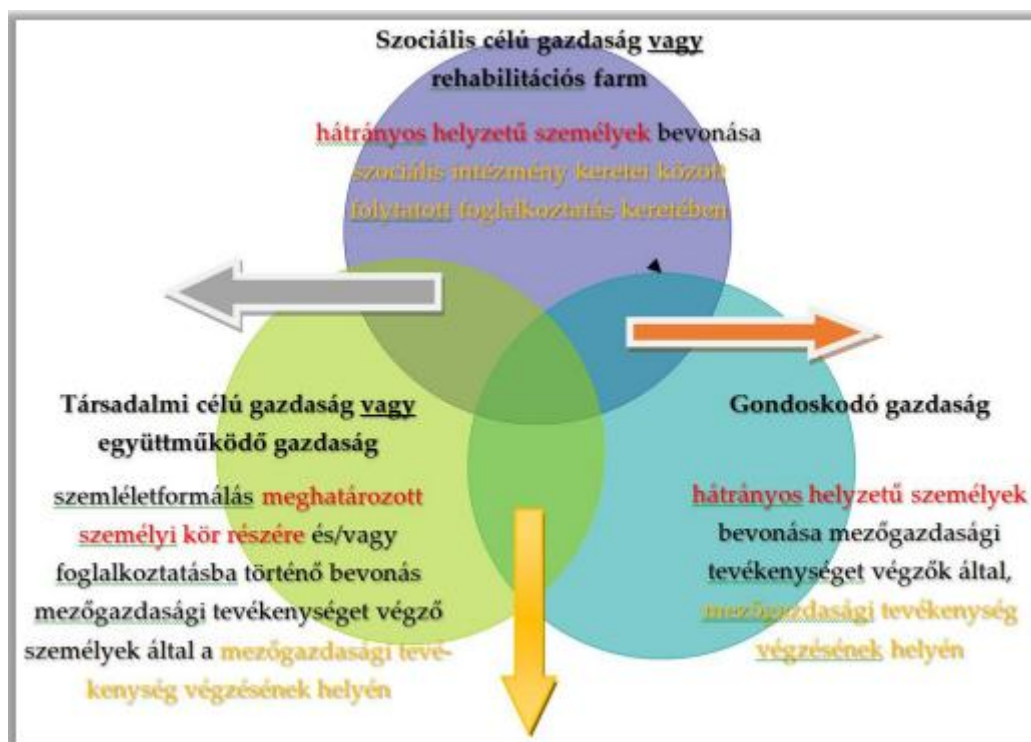 Szociális célú gazdaság vagy
rehabilitációs farm
hátrányos helyzetű személyek bevonása
szociális intézmény keretei között
folytatott foglalkoztatás keretében
Társadalmi célú gazdaság vagy
együttműködő gazdaság
szemléletformálás meghatározott
személyi kör részére és/vagy
foglalkoztatásba történő bevonás
mezőgazdasági tevékenységet végző
személyek által a mezőgazdasági tevé-
kenység végzésének helyén
Gondoskodó gazdaság
hátrányos helyzetű személyek
bevonása mezőgazdasági
tevékenységet végzők által,
mezőgazdasági tevékenység
végzésének helyén